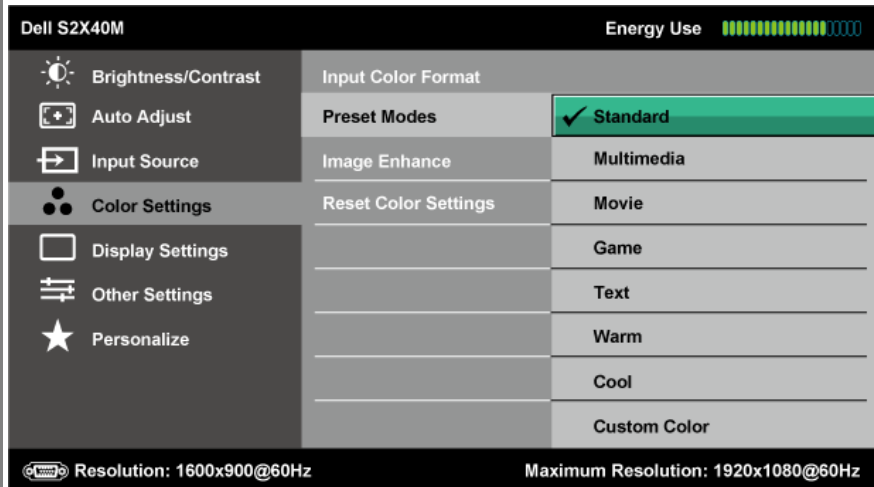 Dell S2X40M
Energy Use
Brightness/Contrast
Auto Adjust
Input Source
Color Settings
Display Settings
Other Settings
Personalize
Input Color Format
Preset Modes
Image Enhance
Reset Color Settings
Standard
Multimedia
Movie
Game
Text
Warm
Cool
Custom Color
Resolution: 1600x900@60Hz
Maximum Resolution: 1920x1080@60Hz